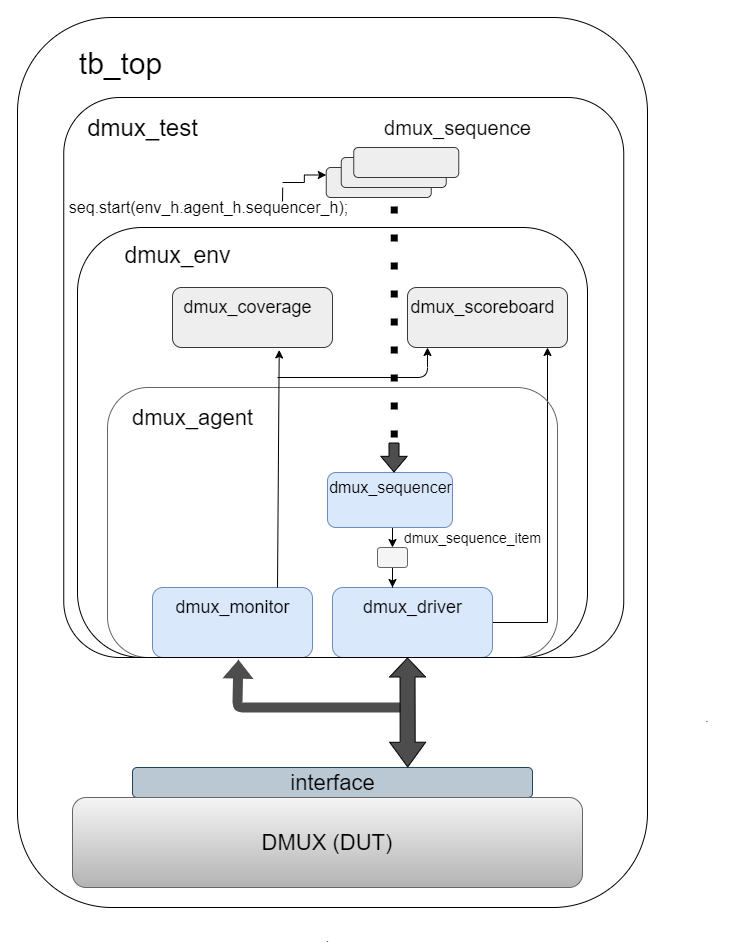 tb_top
dmux_test
dmux_sequence
seq.start(env_h.agent_h.sequencer_h);
dmux_env
dmux_coverage
dmux_scoreboard
dmux_agent
dmux_sequencer
dmux_sequence_item
dmux_monitor
dmux_driver
interface
DMUX (DUT)